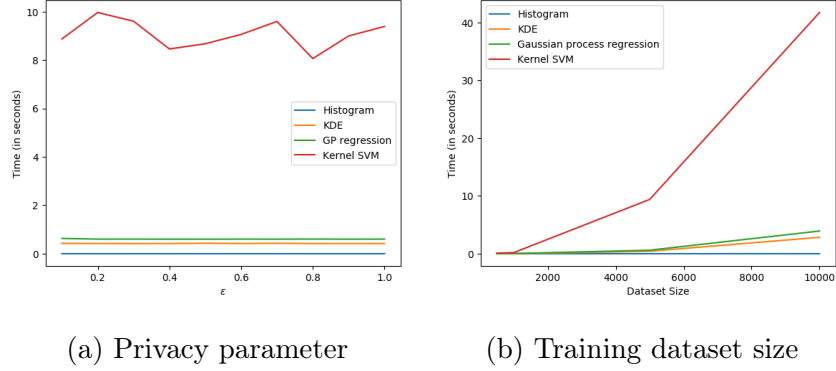 10
8
6
4
2
0
Time (in seconds)
Histogram
KDE
GP regression
Kernel SVM
0.2 0.4 0.6 0.8 1.0
ε
(a) Privacy parameter
40
30
20
10
0
Time (in seconds)
Histogram
KDE
Gaussian process regression
Kernel SVM
2000 4000 6000 8000 10000
Dataset Size
(b) Training dataset size